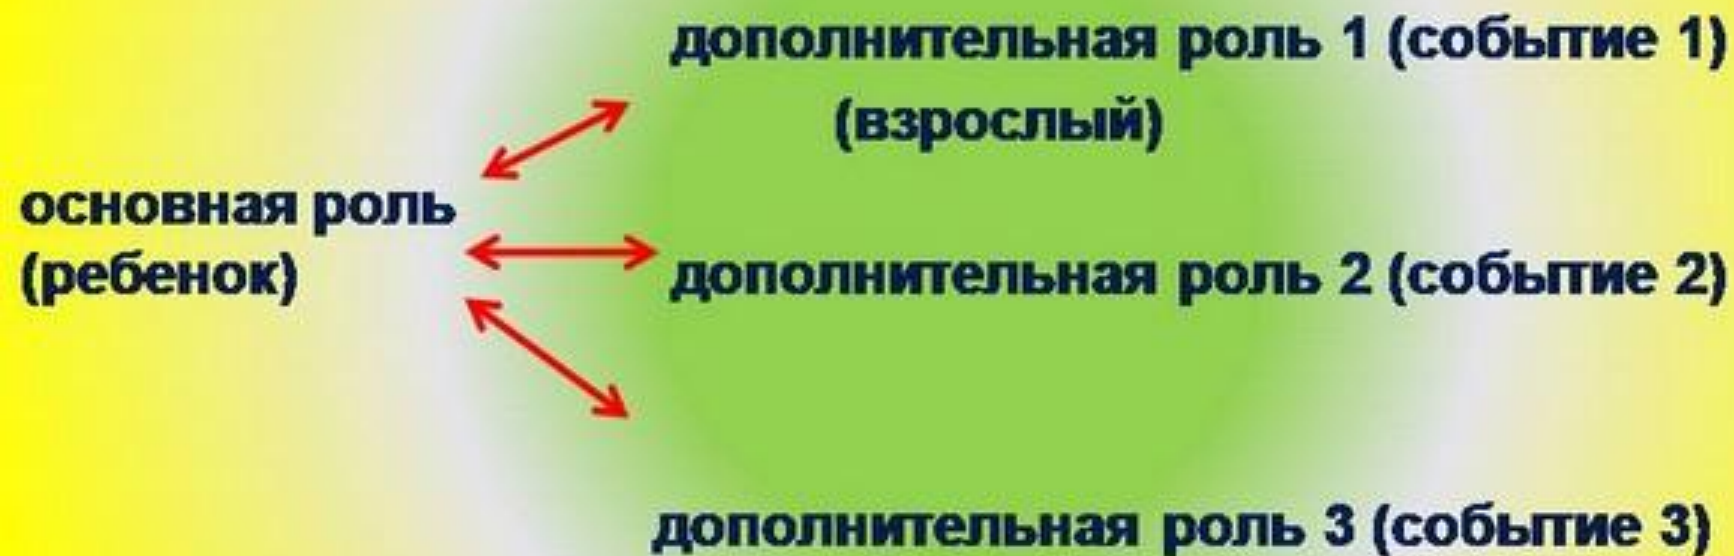 дополнительная роль 1 (событие 1)
(взрослый)
основная роль
(ребенок)
дополнительная роль 2 (событие 2)
дополнительная роль 3 (событие 3)